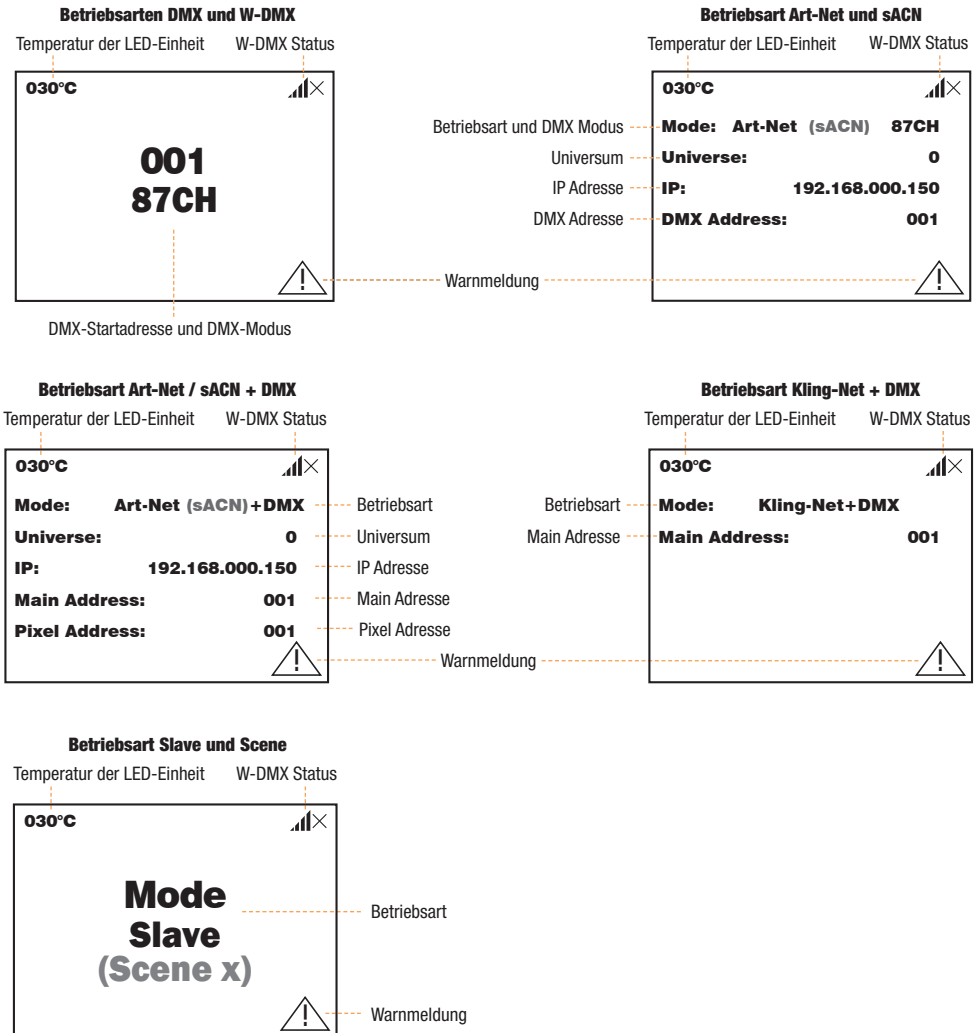 Betriebsarten DMX und W-DMX
Temperatur der LED-Einheit W-DMX Status
030°C
001
87CH
DMX-Startadresse und DMX-Modus
Betriebsart Art-Net und sACN
Temperatur der LED-Einheit W-DMX Status
030°C
Betriebsart und DMX Modus Mode: Art-Net (sACN) 87CH
Universum Universe: 0
IP Adresse IP: 192.168.000.150
DMX Adresse DMX Address: 001
Warnmeldung
Betriebsart Art-Net / sACN + DMX
Temperatur der LED-Einheit W-DMX Status
030°C
Mode: Art-Net (sACN)+DMX Betriebsart
Universe: 0 Universum
IP: 192.168.000.150 IP Adresse
Main Address: 001 Main Adresse
Pixel Address: 001 Pixel Adresse
Betriebsart Kling-Net + DMX
Temperatur der LED-Einheit W-DMX Status
030°C
Betriebsart Mode: Kling-Net+DMX
Main Adresse Main Address: 001
Warnmeldung
Betriebsart Slave und Scene
Temperatur der LED-Einheit W-DMX Status
030°C
Mode
Slave
(Scene x)
Betriebsart
Warnmeldung